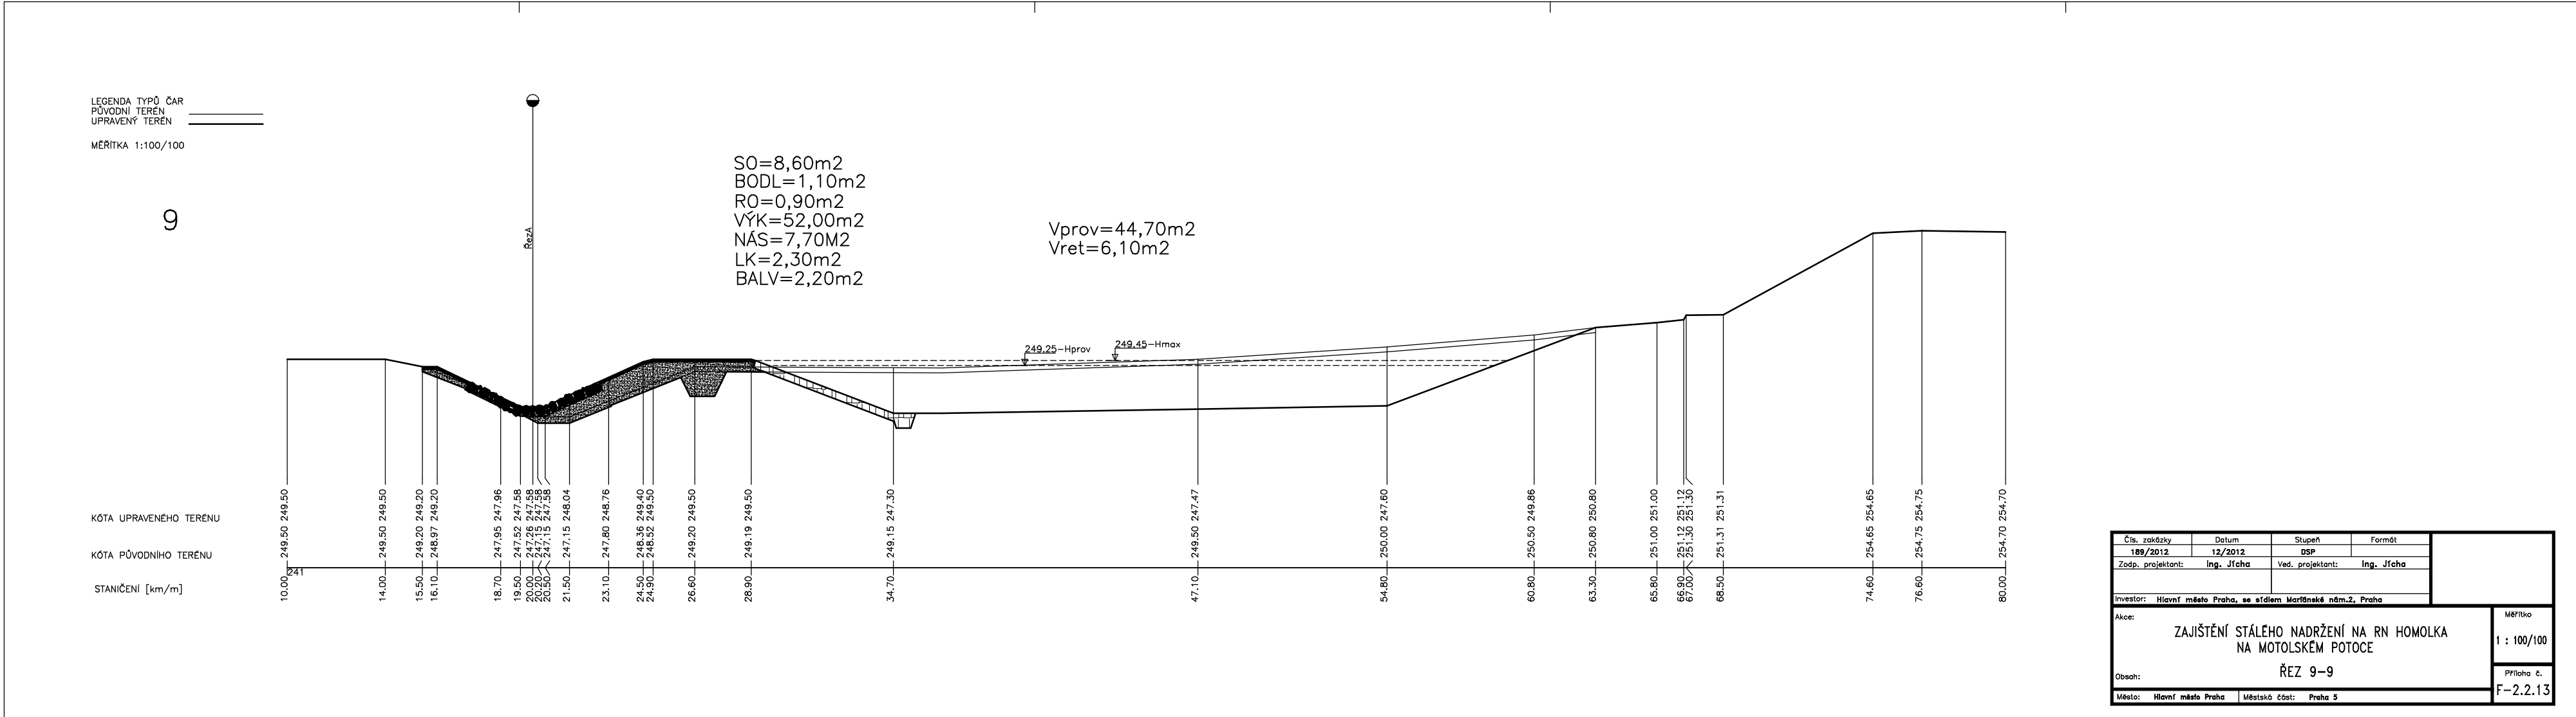 LEGENDA TYPŮ ČAR
PŮVODNÍ TERÉN
UPRAVENÝ TERÉN
MĚŘÍTKA 1:100/100
9
ŘezA
SO=8,60m2
BODL=1,10m2
RO=0,90m2
VÝK=52,00m2
NÁS=7,70M2
LK=2,30m2
BALV=2,20m2
Vprov=44,70m2
Vret=6,10m2
249.25-Hprov
249.45-Hmax
KÓTA UPRAVENÉHO TERÉNU
249.50 249.50 249.20 249.20 247.96 247.58 247.58 247.58 247.58 248.04 248.76 249.40 249.50 249.50 249.50 247.30 247.47 247.60 249.86 250.80 251.00 251.12 251.30 251.31 254.65 254.75 254.70
KÓTA PŮVODNÍHO TERÉNU
249.50 249.50 249.20 248.97 247.95 247.52 247.26 247.15 247.15 247.15 247.80 248.36 248.52 249.20 249.19 249.15 249.50 250.00 250.50 250.80 251.00 251.12 251.30 251.31 254.65 254.75 254.70
241
STANIČENÍ [km/m]
10.00 14.00 15.50 16.10 18.70 19.50 20.00 20.20 20.50 21.50 23.10 24.50 24.90 26.60 28.90 34.70 47.10 54.80 60.80 63.30 65.80 66.90 67.00 68.50 74.60 76.60 80.00
Čís. zakázky Datum Stupeň Formát
189/2012 12/2012 DSP
Zodp. projektant: Ing. Jícha Ved. projektant: Ing. Jícha
Investor: Hlavní město Praha, se sídlem Mariánské nám.2, Praha
Akce:
ZAJIŠTĚNÍ STÁLÉHO NADRŽENÍ NA RN HOMOLKA
NA MOTOLSKÉM POTOCE
Měřítko
1 : 100/100
Obsah:
ŘEZ 9-9
Příloha č.
F-2.2.13
Město: Hlavní město Praha Městská část: Praha 5